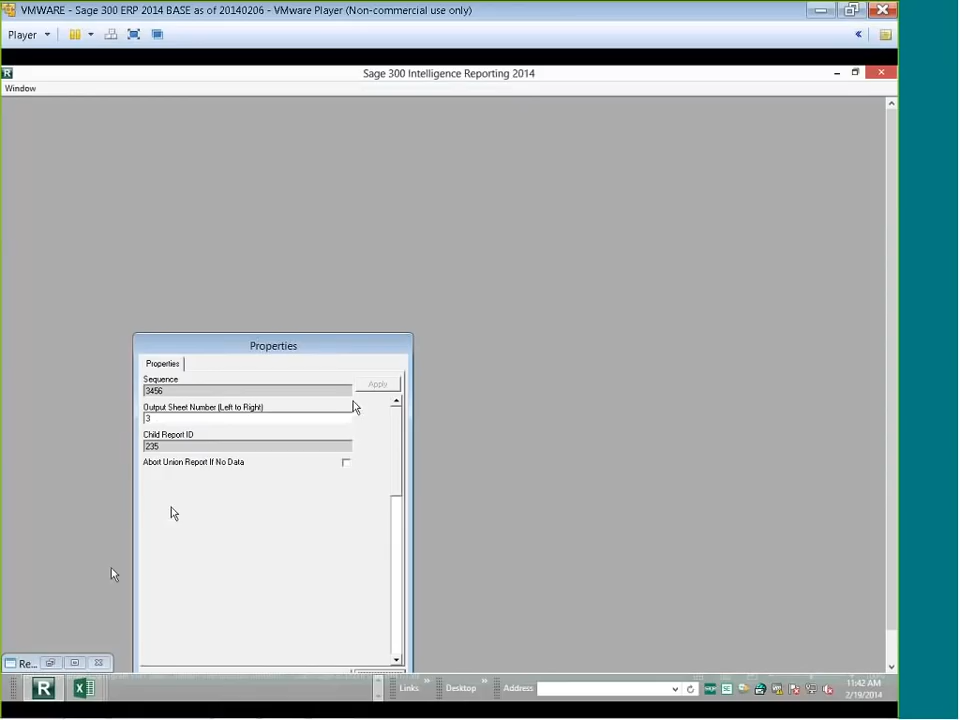 VMWARE - Sage 300 ERP 2014 BASE as of 20140206 - VMware Player (Non-commercial use only)
Player
Sage 300 Intelligence Reporting 2014
Window
Properties
Properties
Sequence
Apply
3456
Output Sheet Number (Left to Right)
3
Child Report ID
235
Abort Union Report If No Data
Re...
Links
Desktop
Address
11:42 AM
2/19/2014